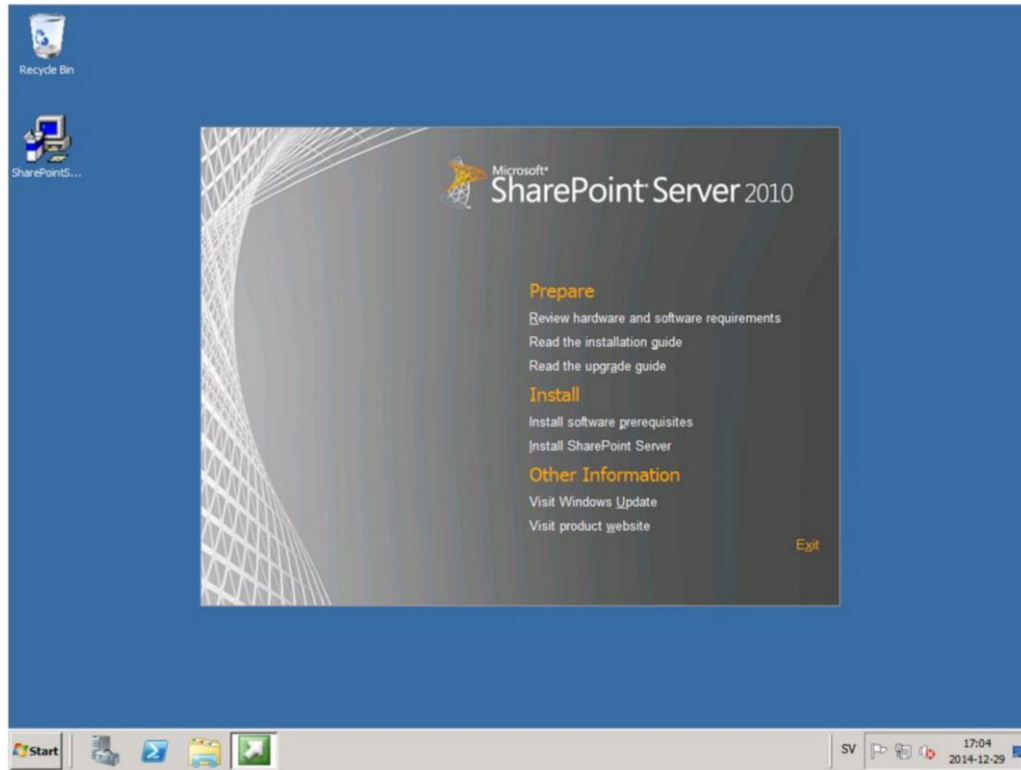 Recycle Bin
SharePointS...
Microsoft®
SharePoint Server 2010
Prepare
Review hardware and software requirements
Read the installation guide
Read the upgrade guide
Install
Install software prerequisites
Install SharePoint Server
Other Information
Visit Windows Update
Visit product website
Exit
Start
SV
17:04
2014-12-29